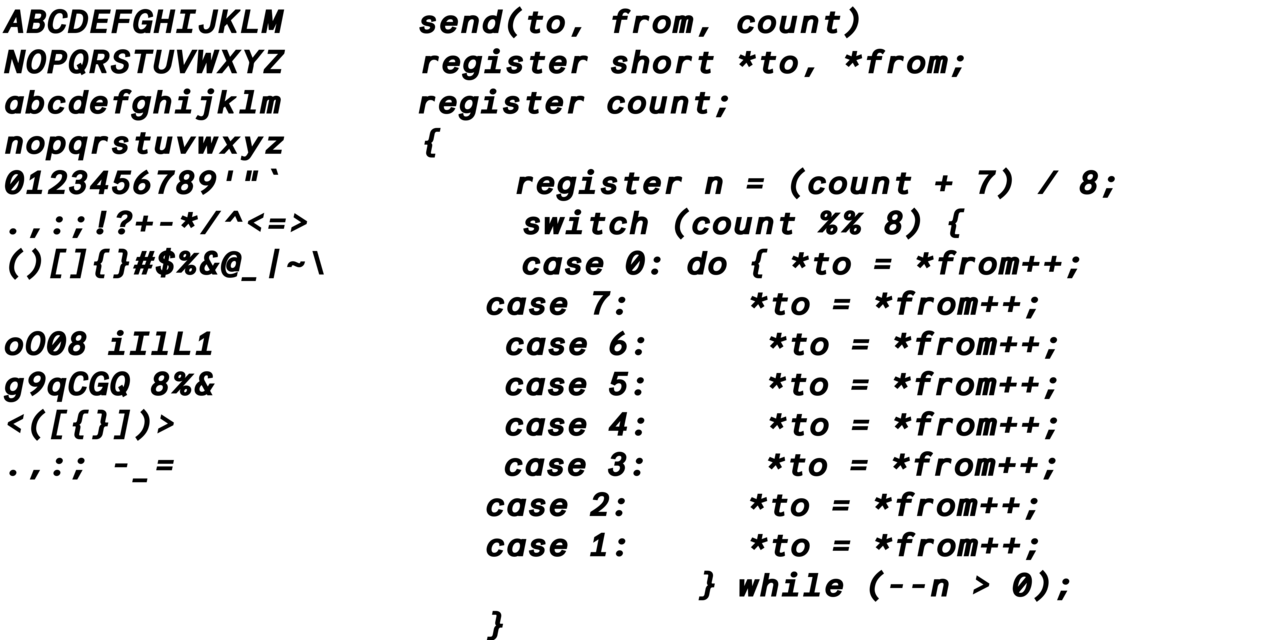 ABCDEFGHIJKLM
NOPQRSTUVWXYZ
abcdefghijklm
nopqrstuvwxyz
0123456789'"`
.,:;!?+-*/^<=>
()[]{}#$%&@_|~\
oO08 iIlL1
g9qCGQ 8%&
<([{}])>
.,:; -_=
send(to, from, count)
register short *to, *from;
register count;
{
register n = (count + 7) / 8;
switch (count %% 8) {
case 0: do { *to = *from++;
case 7: *to = *from++;
case 6: *to = *from++;
case 5: *to = *from++;
case 4: *to = *from++;
case 3: *to = *from++;
case 2: *to = *from++;
case 1: *to = *from++;
} while (--n > 0);
}